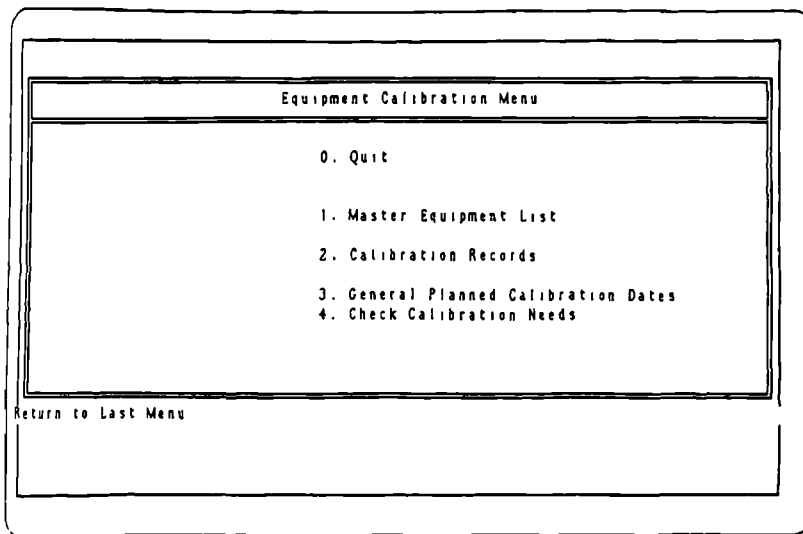 Equipment Calibration Menu
0. Quit
1. Master Equipment List
2. Calibration Records
3. General Planned Calibration Dates
4. Check Calibration Needs
Return to Last Menu